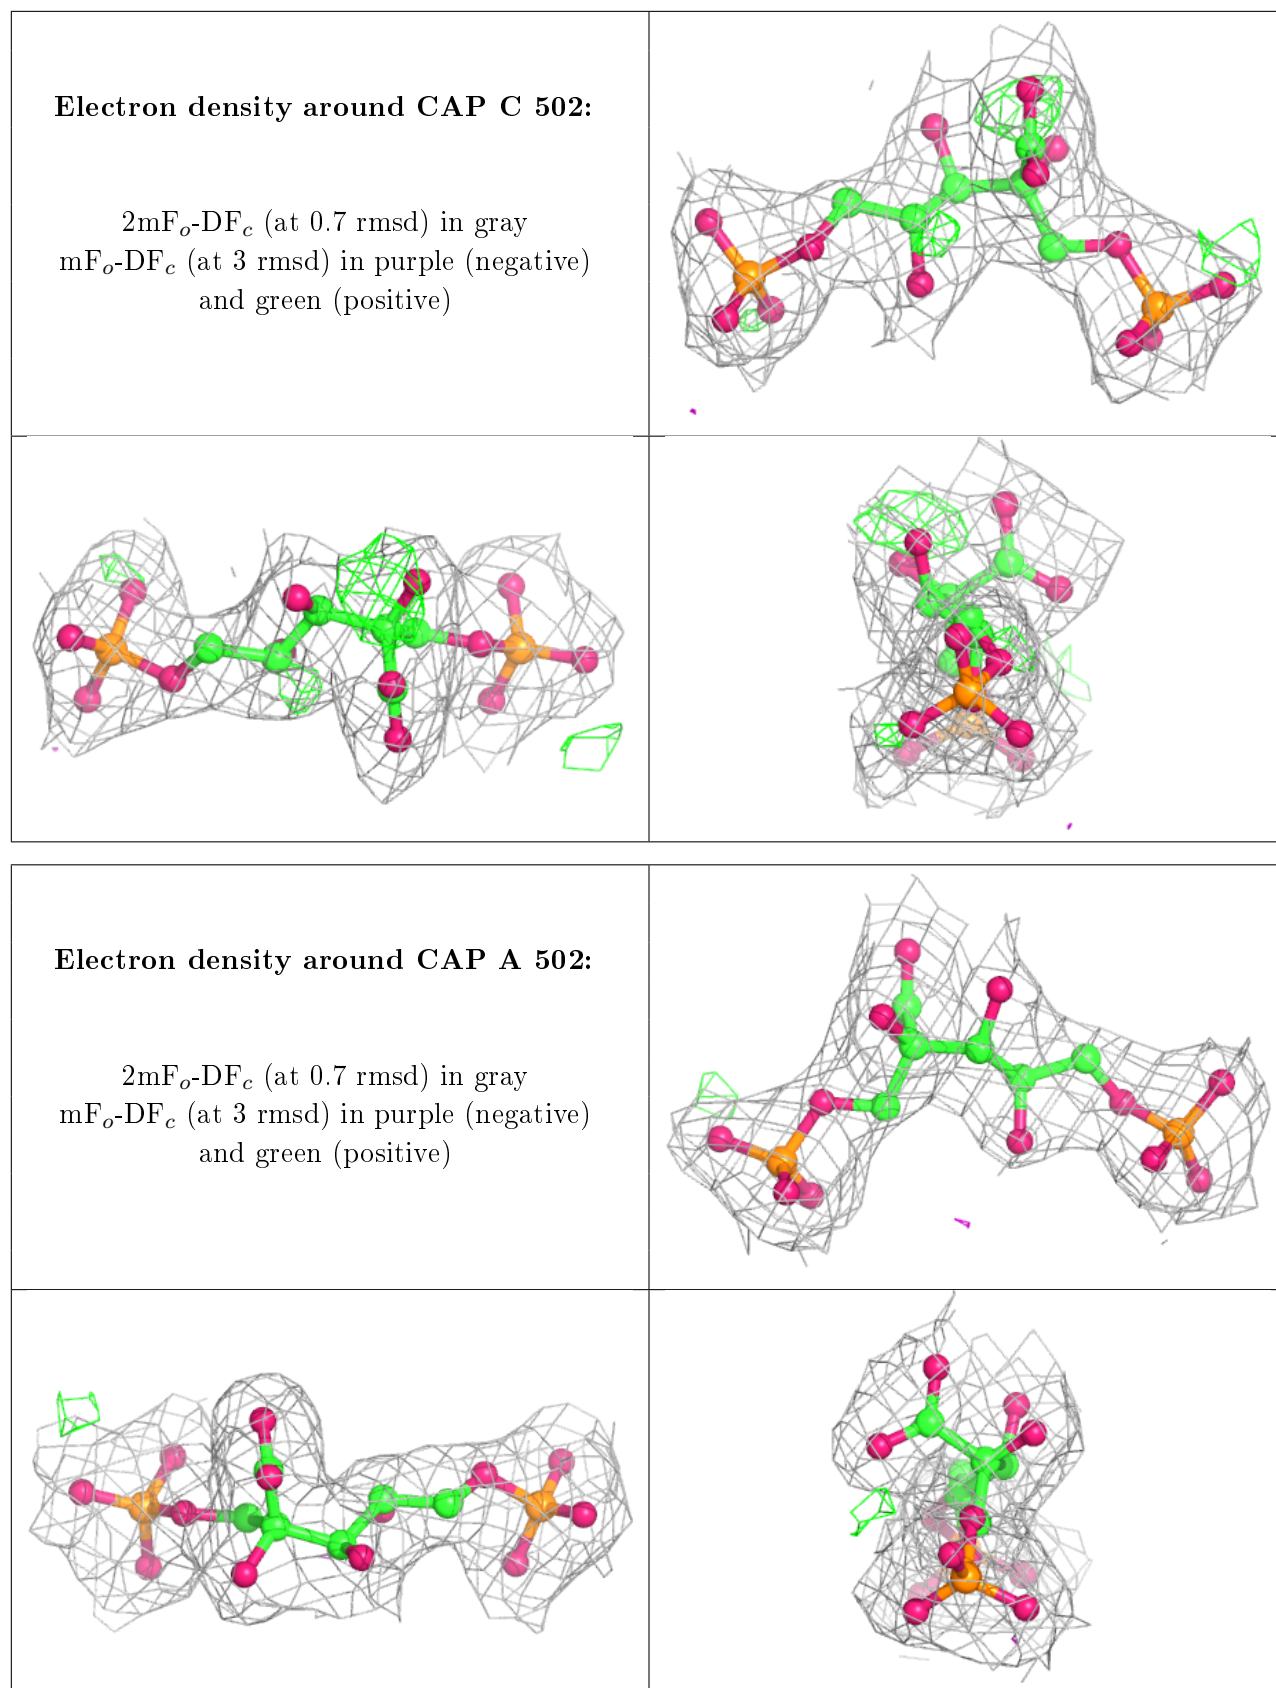 Electron density around CAP C 502:
2mFo-DFc (at 0.7 rmsd) in gray
mFo-DFc (at 3 rmsd) in purple (negative)
and green (positive)
Electron density around CAP A 502:
2mFo-DFc (at 0.7 rmsd) in gray
mFo-DFc (at 3 rmsd) in purple (negative)
and green (positive)